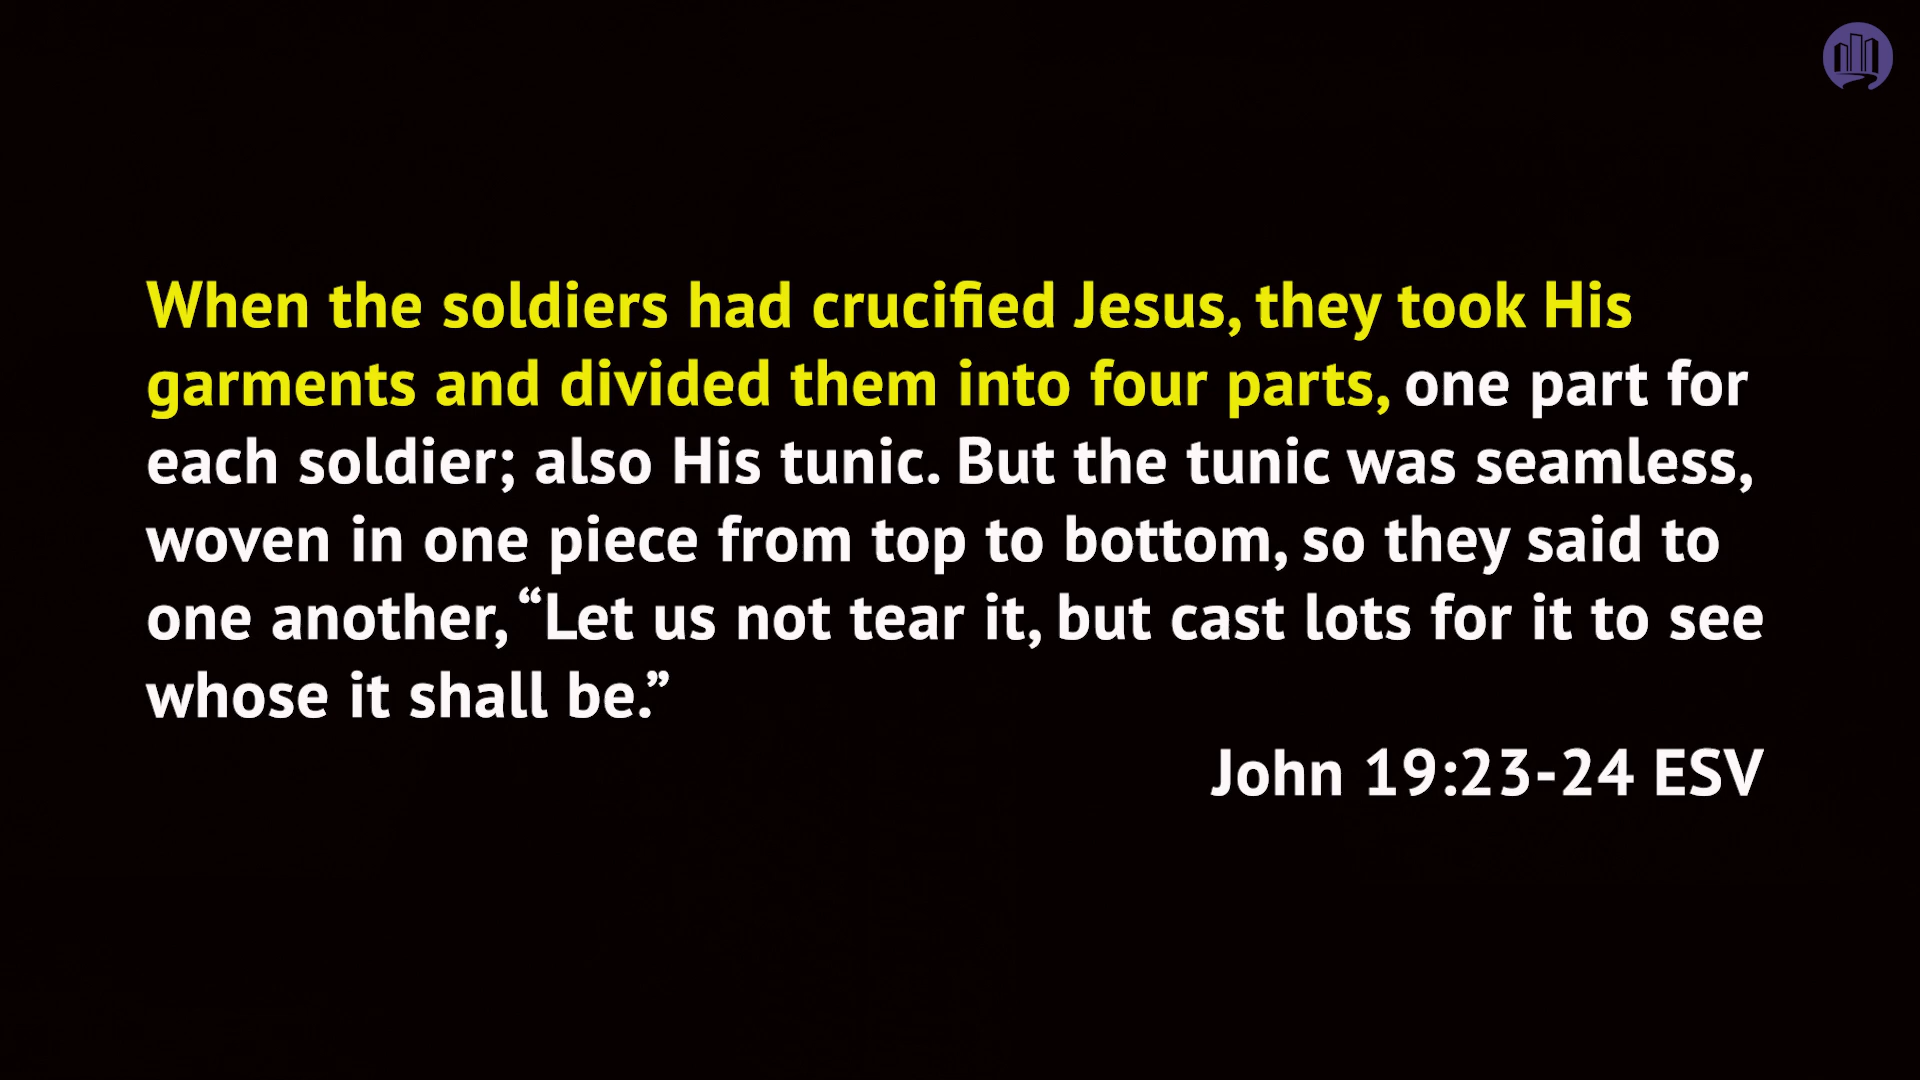 When the soldiers had crucified Jesus, they took His
garments and divided them into four parts, one part for
each soldier; also His tunic. But the tunic was seamless,
woven in one piece from top to bottom, so they said to
one another, “Let us not tear it, but cast lots for it to see
whose it shall be.”
John 19:23-24 ESV